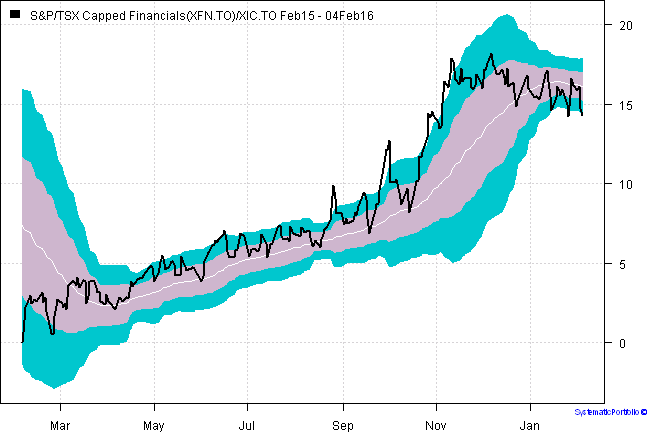 S&P/TSX Capped Financials(XFN.TO)/XIC.TO Feb15 - 04Feb16
20
15
10
5
0
Mar May Jul Sep Nov Jan
SystematicPortfolio ©